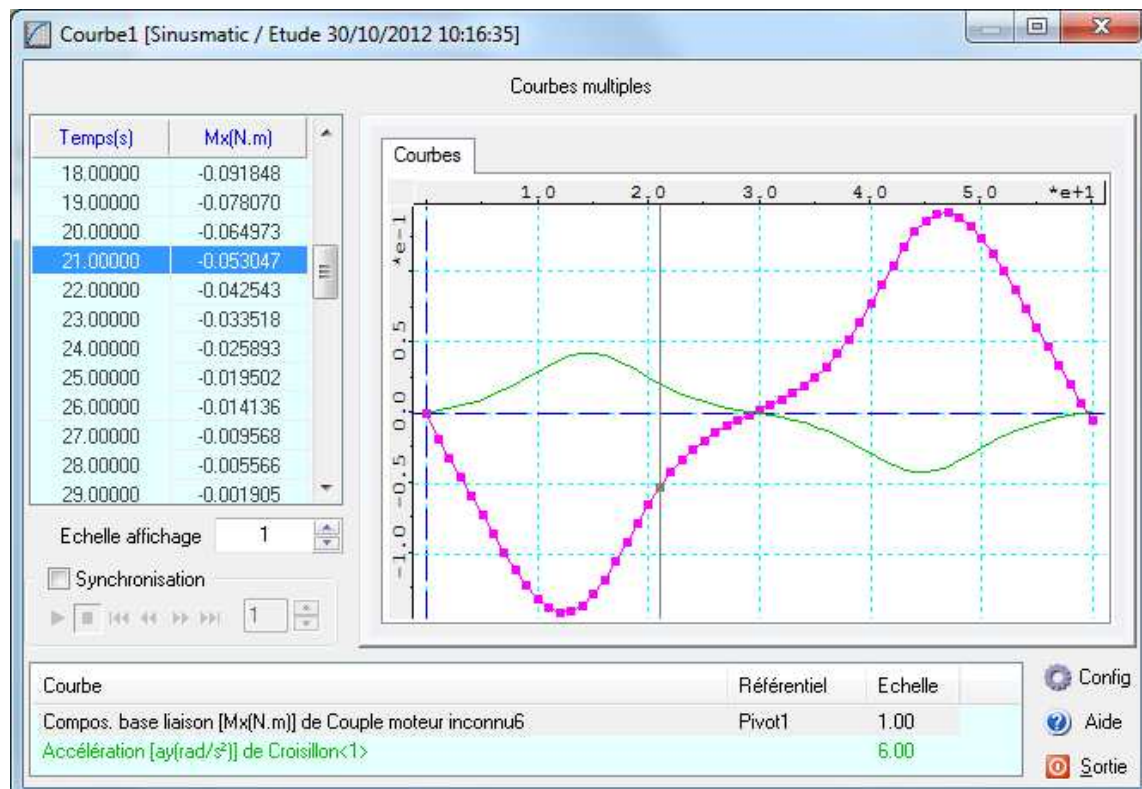 Courbe1 [Sinusmatic / Etude 30/10/2012 10:16:35]
Courbes multiples
Temps(s) Mx(N.m)
18.00000 -0.091848
19.00000 -0.078070
20.00000 -0.064973
21.00000 -0.053047
22.00000 -0.042543
23.00000 -0.033518
24.00000 -0.025893
25.00000 -0.019502
26.00000 -0.014136
27.00000 -0.009568
28.00000 -0.005566
29.00000 -0.001905
Echelle affichage 1
Synchronisation
1
Courbes
1.0 2.0 3.0 4.0 5.0 *e+1
*e-1
0.5
0.0
-0.5
-1.0
Courbe Référentiel Echelle
Compos. base liaison [Mx(N.m)] de Couple moteur inconnu6 Pivot1 1.00
Accélération [ay(rad/s²)] de Croisillon<1> 6.00
Config
Aide
Sortie